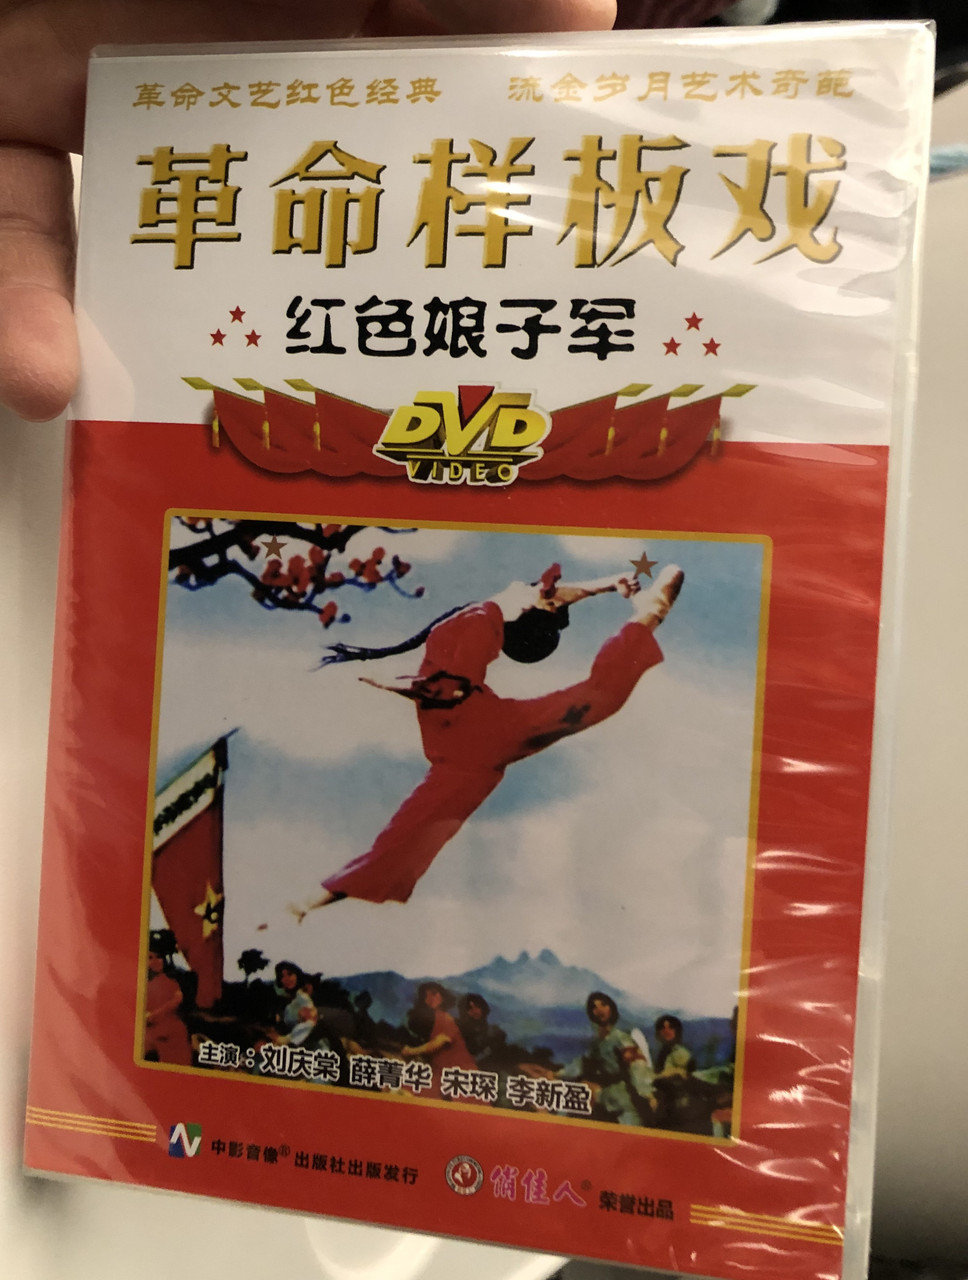 革命文艺红色经典 流金岁月艺术奇葩
革命样板戏
红色娘子军
DVD
VIDEO
主演：刘庆棠 薛菁华 宋琛 李新盈
中影音像®出版社出版发行 俏佳人® 荣誉出品